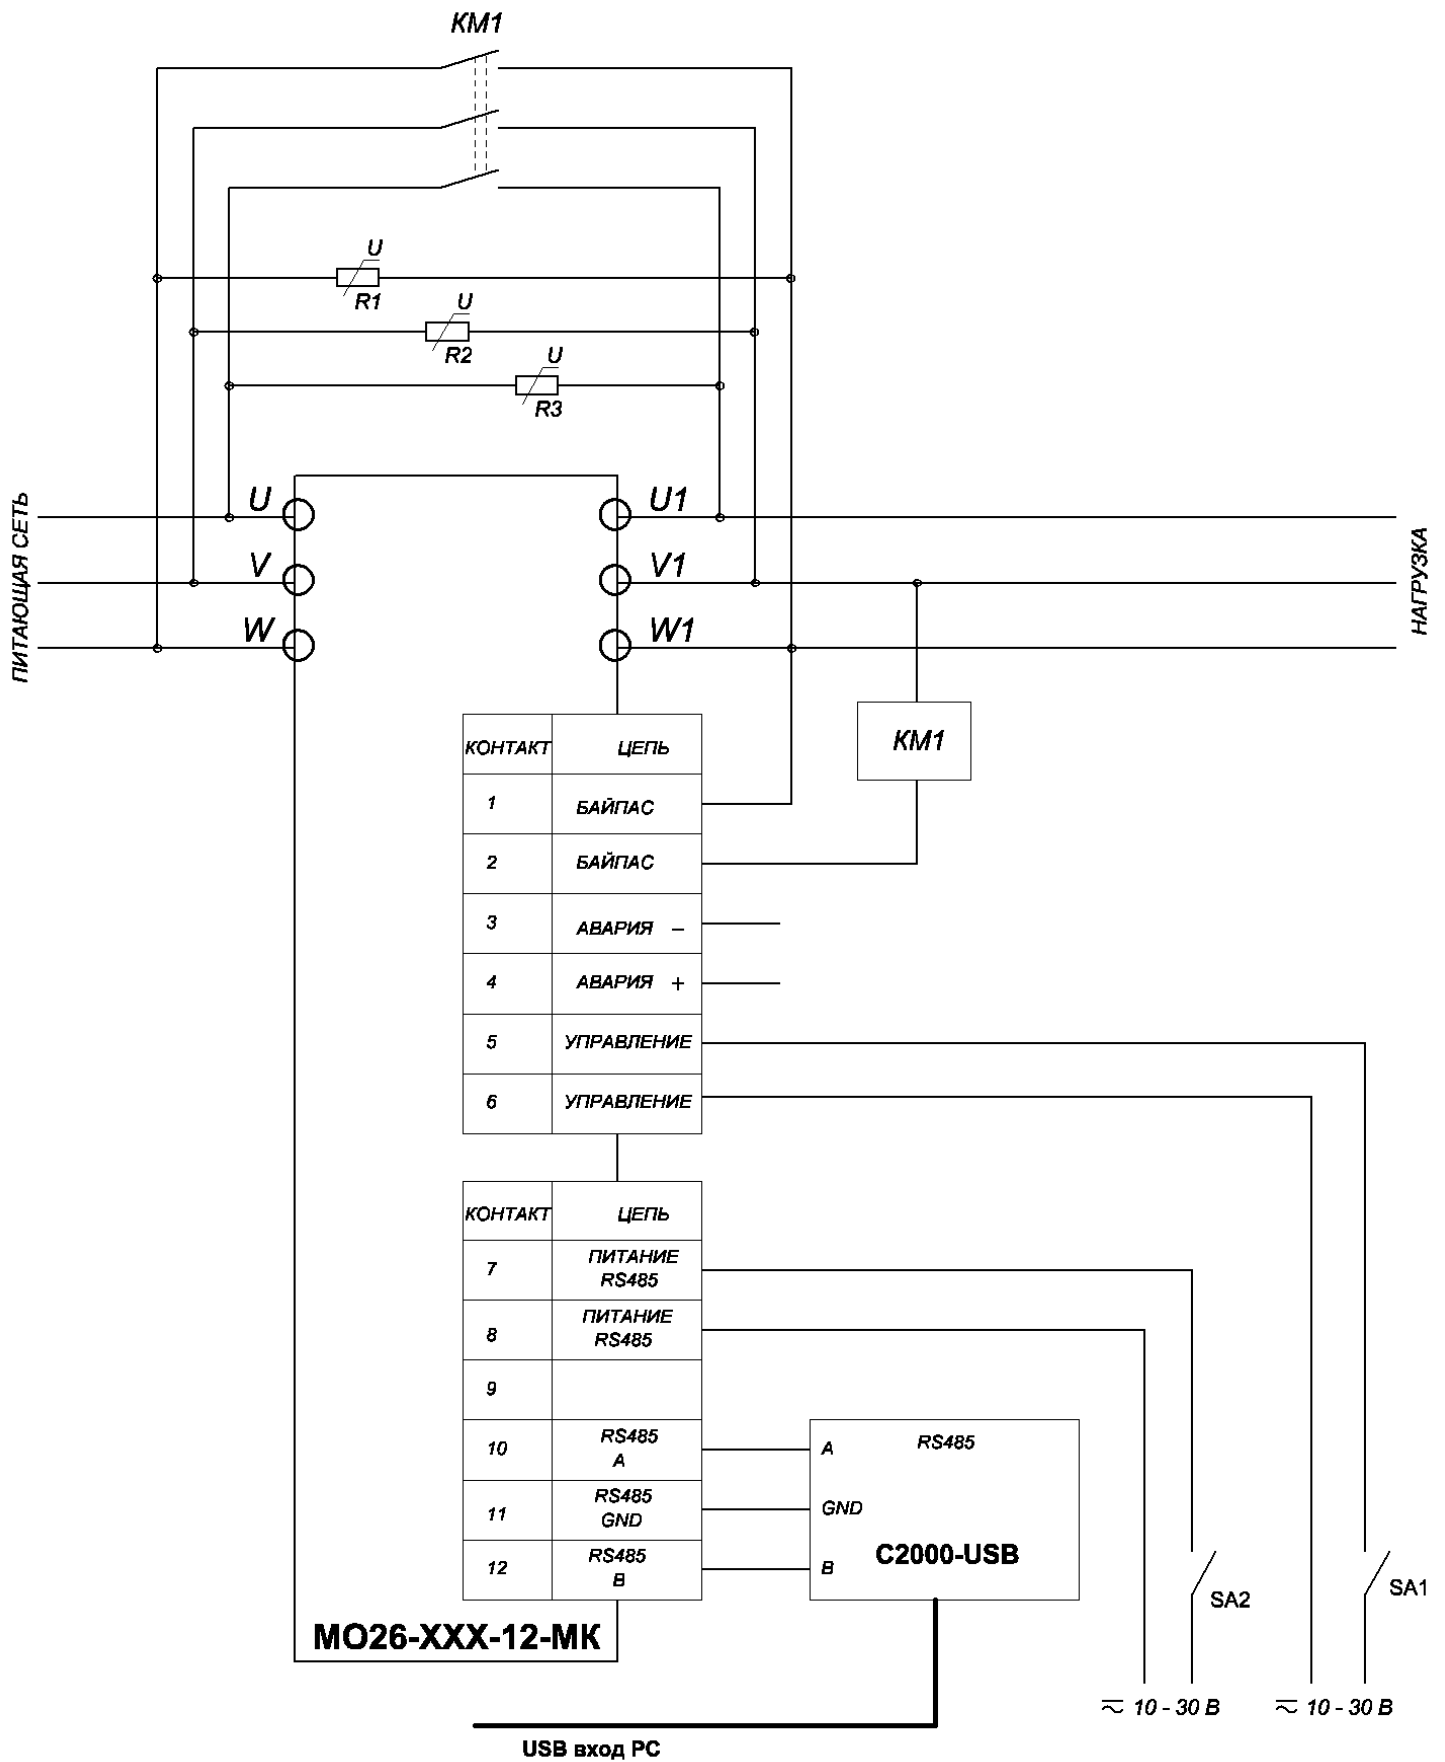 КМ1
U
R1
U
R2
U
R3
ПИТАЮЩАЯ СЕТЬ
U
V
W
U1
V1
W1
НАГРУЗКА
КМ1
КОНТАКТ ЦЕПЬ
1 БАЙПАС
2 БАЙПАС
3 АВАРИЯ –
4 АВАРИЯ +
5 УПРАВЛЕНИЕ
6 УПРАВЛЕНИЕ
КОНТАКТ ЦЕПЬ
7 ПИТАНИЕ
RS485
8 ПИТАНИЕ
RS485
9
10 RS485
A
11 RS485
GND
12 RS485
B
A RS485
GND
C2000-USB
B
SA2
SA1
МО26-ХХХ-12-МК
10 - 30 В
10 - 30 В
USB вход PC